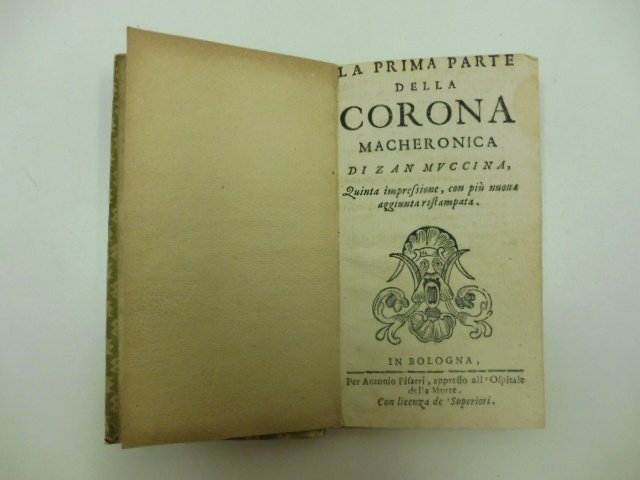 LA PRIMA PARTE
DELLA
CORONA
MACHERONICA
DI ZAN MVCCINA,
Quinta impreſſione, con più nuoua
aggiunta riſtampata.
IN BOLOGNA,
Per Antonio Piſarri, appreſſo all'Oſpitale
della Morte.
Con licenza de' Superiori.